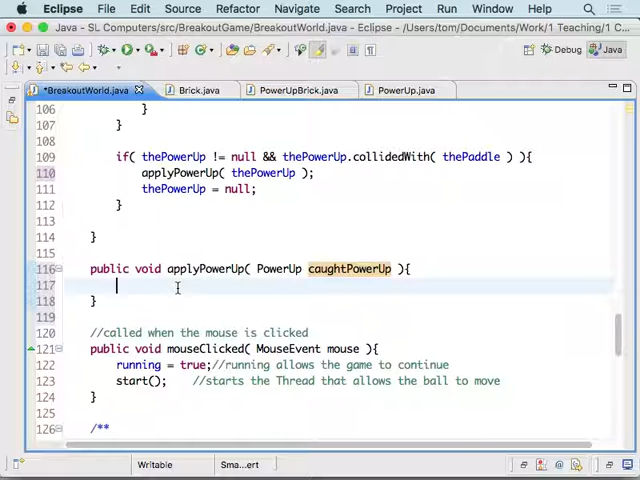 Eclipse File Edit Source Refactor Navigate Search Project Run Window Help
Java - SL Computers/src/BreakoutGame/BreakoutWorld.java - Eclipse - /Users/tom/Documents/Work/1 Teaching/1 C
Debug Java
*BreakoutWorld.java Brick.java PowerUpBrick.java PowerUp.java
106 }
107 }
108
109 if( thePowerUp != null && thePowerUp.collidedWith( thePaddle ) ){
110 applyPowerUp( thePowerUp );
111 thePowerUp = null;
112 }
113
114 }
115
116 public void applyPowerUp( PowerUp caughtPowerUp ){
117
118 }
119
120 //called when the mouse is clicked
121 public void mouseClicked( MouseEvent mouse ){
122 running = true;//running allows the game to continue
123 start(); //starts the Thread that allows the ball to move
124 }
125
126 /**
Writable Sma...ert